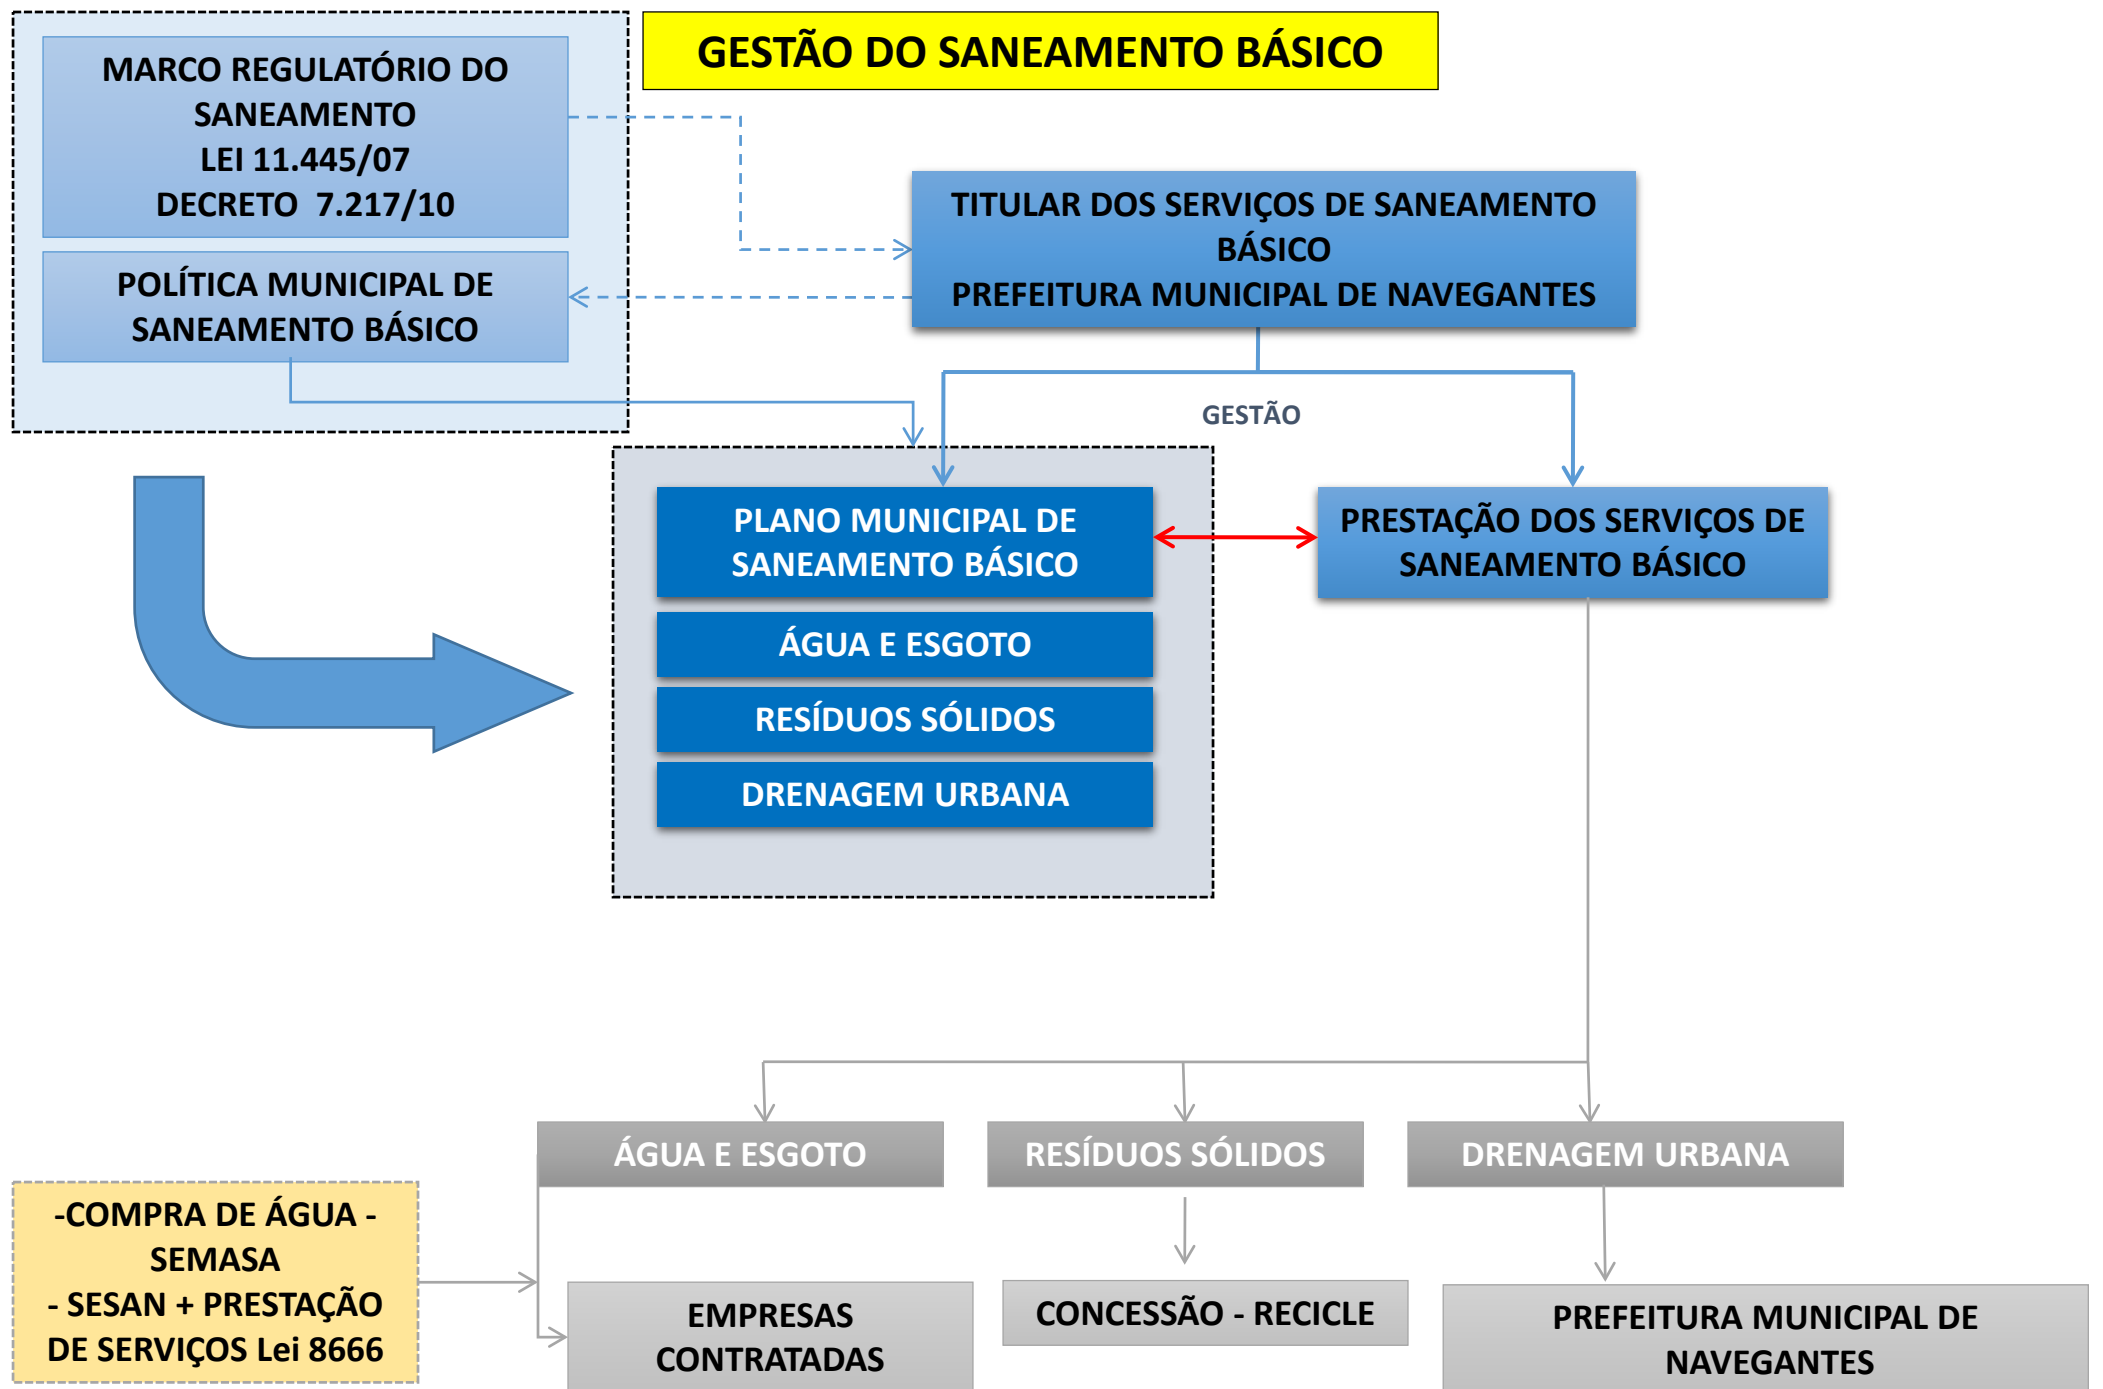 GESTÃO DO SANEAMENTO BÁSICO
MARCO REGULATÓRIO DO
SANEAMENTO
LEI 11.445/07
DECRETO 7.217/10
POLÍTICA MUNICIPAL DE
SANEAMENTO BÁSICO
TITULAR DOS SERVIÇOS DE SANEAMENTO
BÁSICO
PREFEITURA MUNICIPAL DE NAVEGANTES
GESTÃO
PLANO MUNICIPAL DE
SANEAMENTO BÁSICO
ÁGUA E ESGOTO
RESÍDUOS SÓLIDOS
DRENAGEM URBANA
PRESTAÇÃO DOS SERVIÇOS DE
SANEAMENTO BÁSICO
ÁGUA E ESGOTO
RESÍDUOS SÓLIDOS
DRENAGEM URBANA
-COMPRA DE ÁGUA -
SEMASA
- SESAN + PRESTAÇÃO
DE SERVIÇOS Lei 8666
EMPRESAS
CONTRATADAS
CONCESSÃO - RECICLE
PREFEITURA MUNICIPAL DE
NAVEGANTES